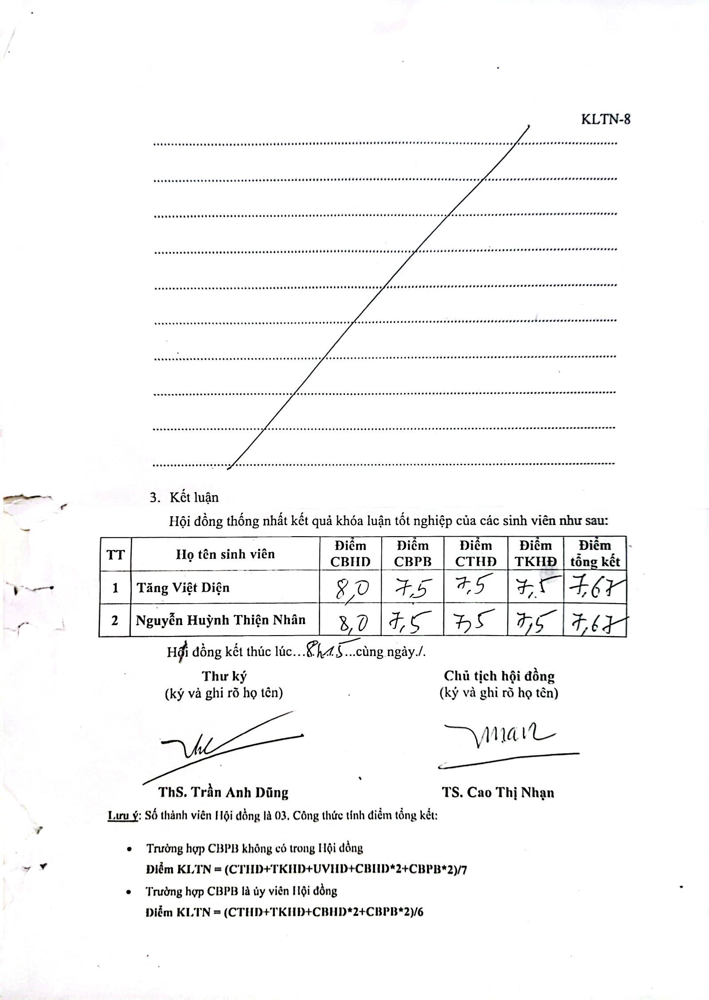 KLTN-8
3. Kết luận
Hội đồng thống nhất kết quả khóa luận tốt nghiệp của các sinh viên như sau:
TT Họ tên sinh viên Điểm CBHD Điểm CBPB Điểm CTHĐ Điểm TKHĐ Điểm tổng kết
1 Tăng Việt Diện 8,0 7,5 7,5 7,5 7,67
2 Nguyễn Huỳnh Thiện Nhân 8,0 7,5 7,5 7,5 7,67
Hội đồng kết thúc lúc...8h15...cùng ngày./.
Thư ký Chủ tịch hội đồng
(ký và ghi rõ họ tên) (ký và ghi rõ họ tên)
ThS. Trần Anh Dũng TS. Cao Thị Nhạn
Lưu ý: Số thành viên Hội đồng là 03. Công thức tính điểm tổng kết:
• Trường hợp CBPB không có trong Hội đồng
Điểm KLTN = (CTHĐ+TKHĐ+UVHĐ+CBHD*2+CBPB*2)/7
• Trường hợp CBPB là ủy viên Hội đồng
Điểm KLTN = (CTHĐ+TKHĐ+CBHD*2+CBPB*2)/6